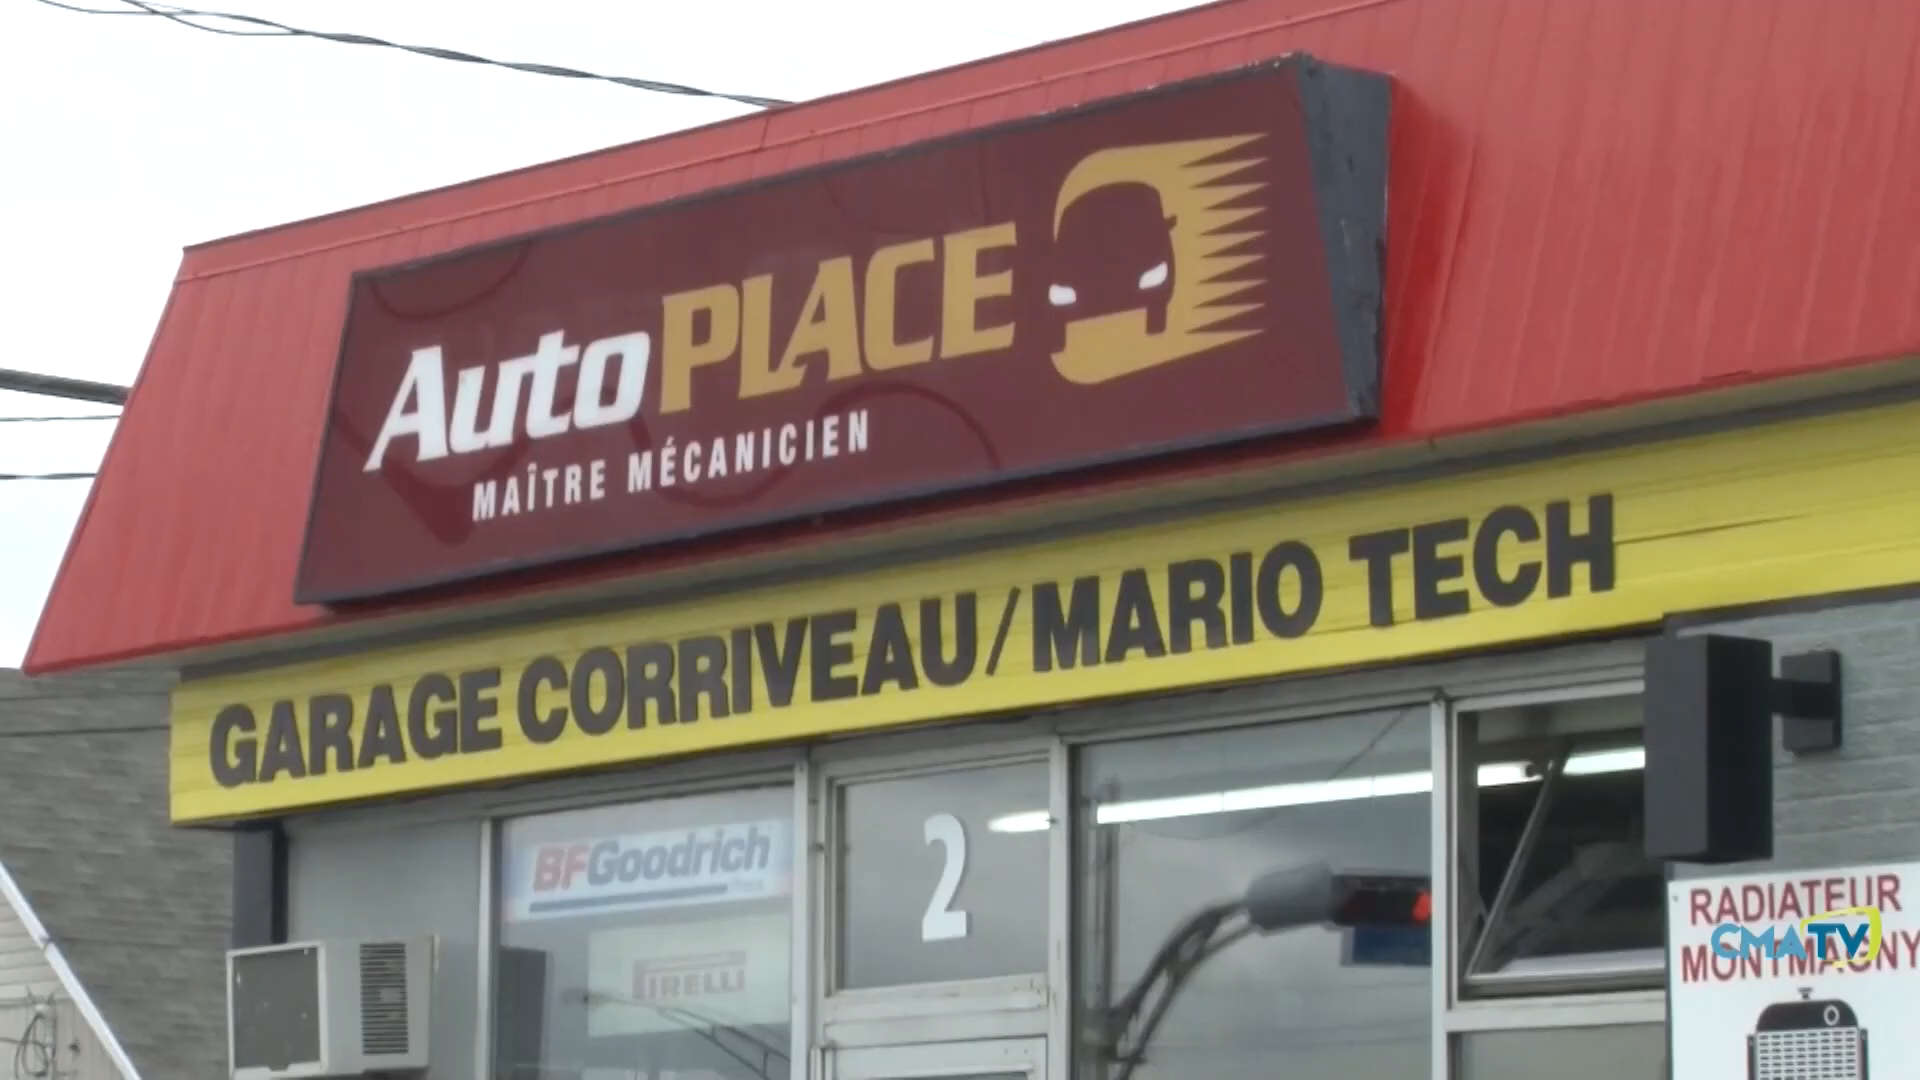 AutoPLACE
MAÎTRE MÉCANICIEN
GARAGE CORRIVEAU/MARIO TECH
BFGoodrich
PIRELLI
2
RADIATEUR
MONTMAGNY
CMATV